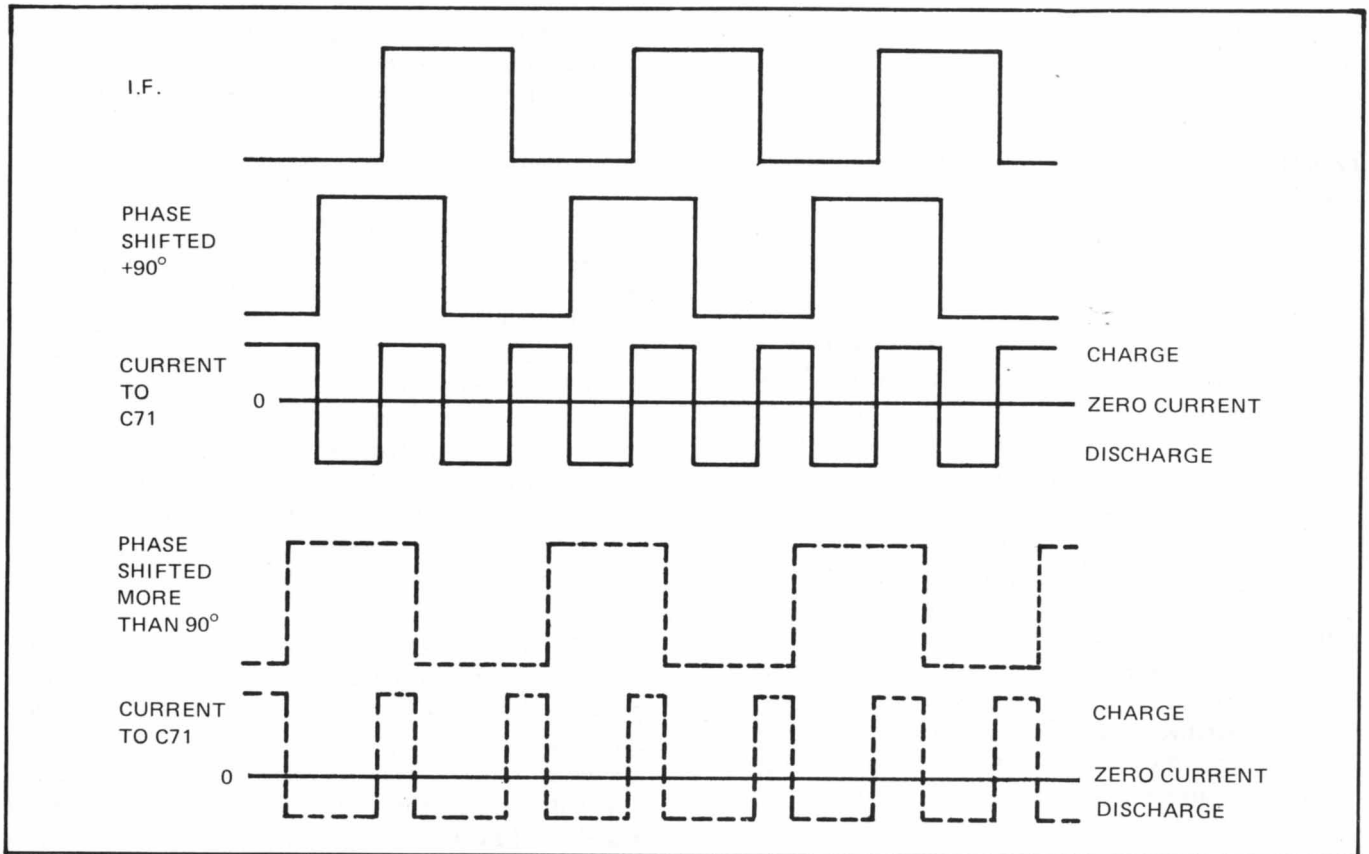 I.F.
PHASE
SHIFTED
+90°
CURRENT
TO
C71
0
CHARGE
ZERO CURRENT
DISCHARGE
PHASE
SHIFTED
MORE
THAN 90°
CURRENT
TO C71
0
CHARGE
ZERO CURRENT
DISCHARGE